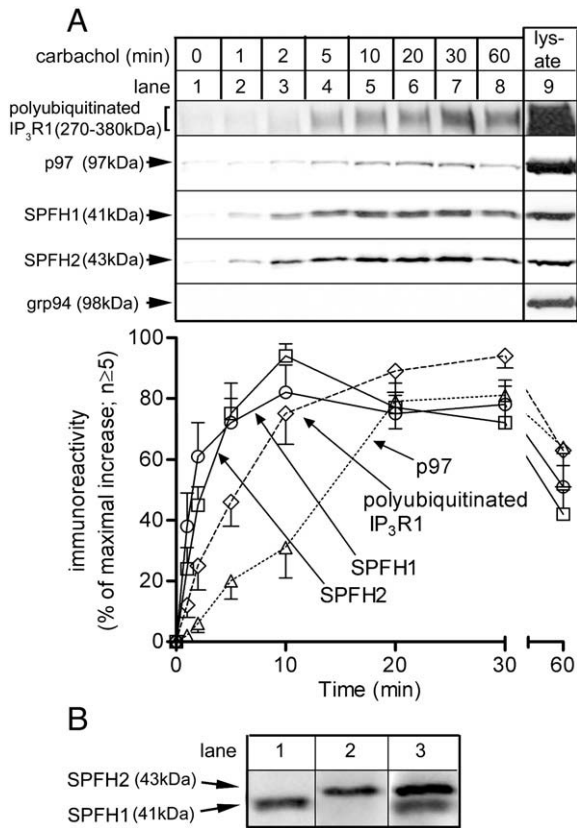 A
carbachol (min) 0 1 2 5 10 20 30 60 lys-
ate
lane 1 2 3 4 5 6 7 8 9
polyubiquitinated
IP₃R1(270-380kDa)
p97 (97kDa)
SPFH1 (41kDa)
SPFH2 (43kDa)
grp94 (98kDa)
immunoreactivity
(% of maximal increase; n≥5)
100
80
60
40
20
0
p97
polyubiquitinated
IP₃R1
SPFH1
SPFH2
0 10 20 30 60
Time (min)
B
lane 1 2 3
SPFH2 (43kDa)
SPFH1 (41kDa)